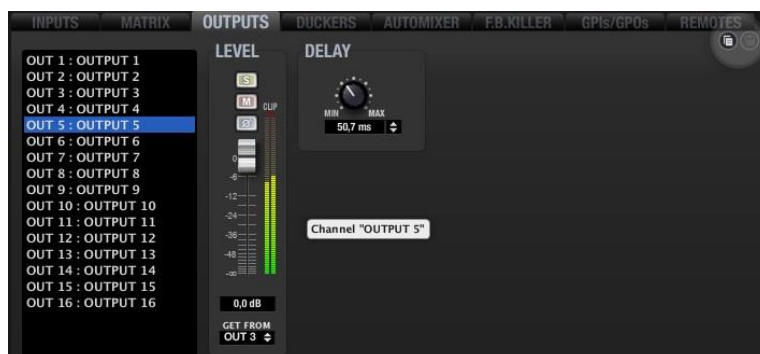 INPUTS MATRIX OUTPUTS DUCKERS AUTOMIXER F.B.KILLER GPIs/GPOs REMOTES
OUT 1 : OUTPUT 1
OUT 2 : OUTPUT 2
OUT 3 : OUTPUT 3
OUT 4 : OUTPUT 4
OUT 5 : OUTPUT 5
OUT 6 : OUTPUT 6
OUT 7 : OUTPUT 7
OUT 8 : OUTPUT 8
OUT 9 : OUTPUT 9
OUT 10 : OUTPUT 10
OUT 11 : OUTPUT 11
OUT 12 : OUTPUT 12
OUT 13 : OUTPUT 13
OUT 14 : OUTPUT 14
OUT 15 : OUTPUT 15
OUT 16 : OUTPUT 16
LEVEL
S
M
Ø
CLIP
0
-6
-12
-24
-36
-48
-∞
0,0 dB
GET FROM
OUT 3
DELAY
MIN MAX
50,7 ms
Channel "OUTPUT 5"